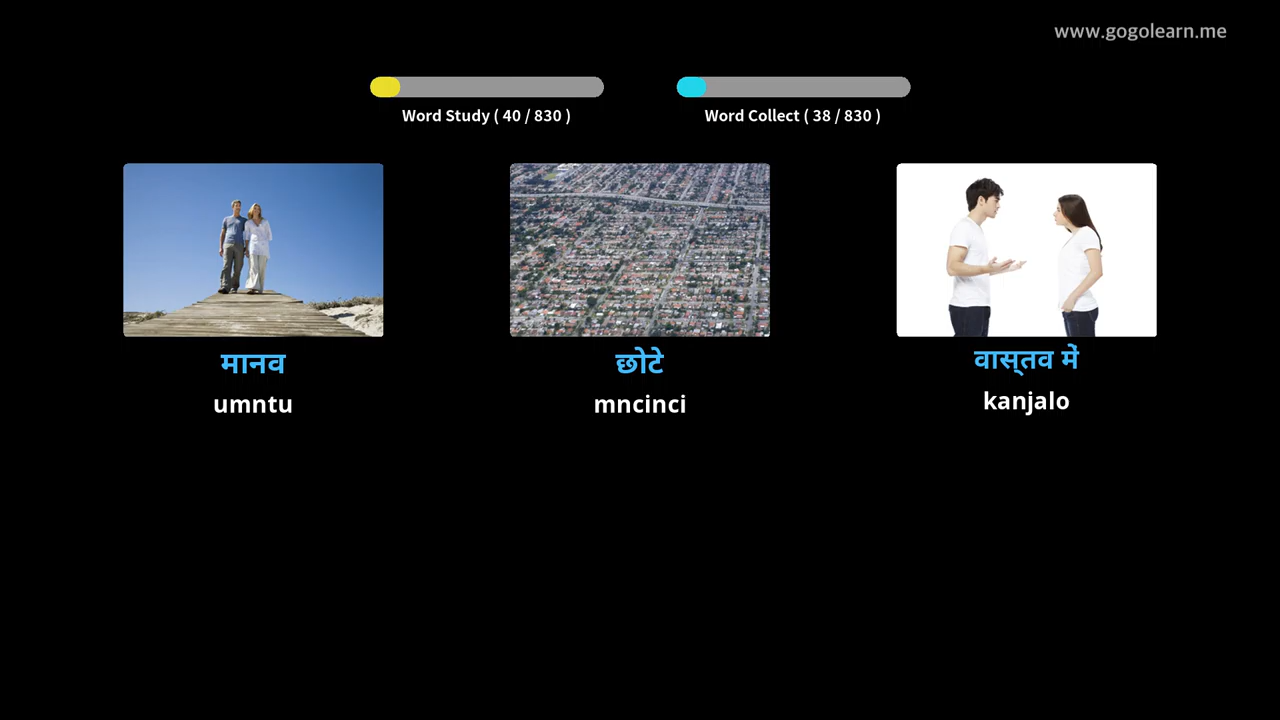 www.gogolearn.me
Word Study ( 40 / 830 )
Word Collect ( 38 / 830 )
मानव
छोटे
वास्तव में
umntu
mncinci
kanjalo